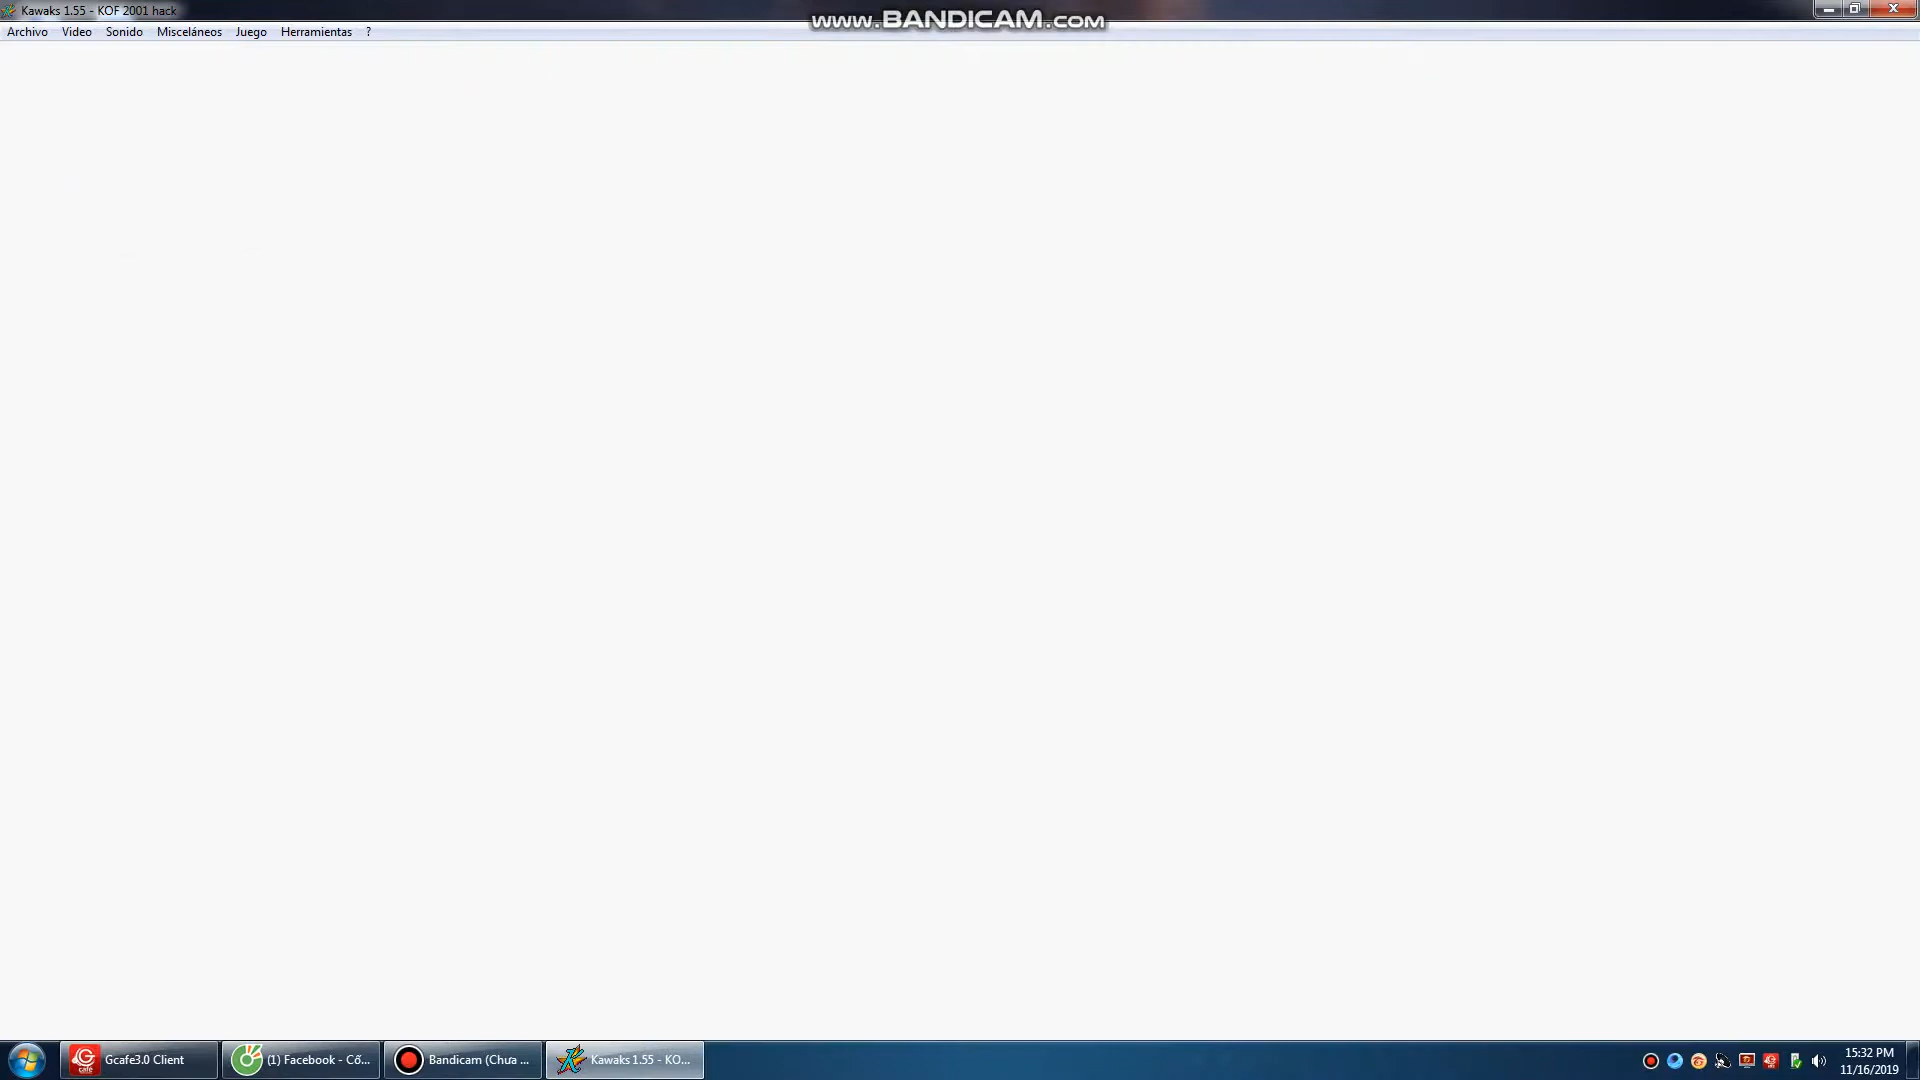 Kawaks 1.55 - KOF 2001 hack
www.BANDICAM.com
Archivo Video Sonido Misceláneos Juego Herramientas ?
Gcafe3.0 Client
(1) Facebook - Cố...
Bandicam (Chưa ...
Kawaks 1.55 - KO...
15:32 PM
11/16/2019